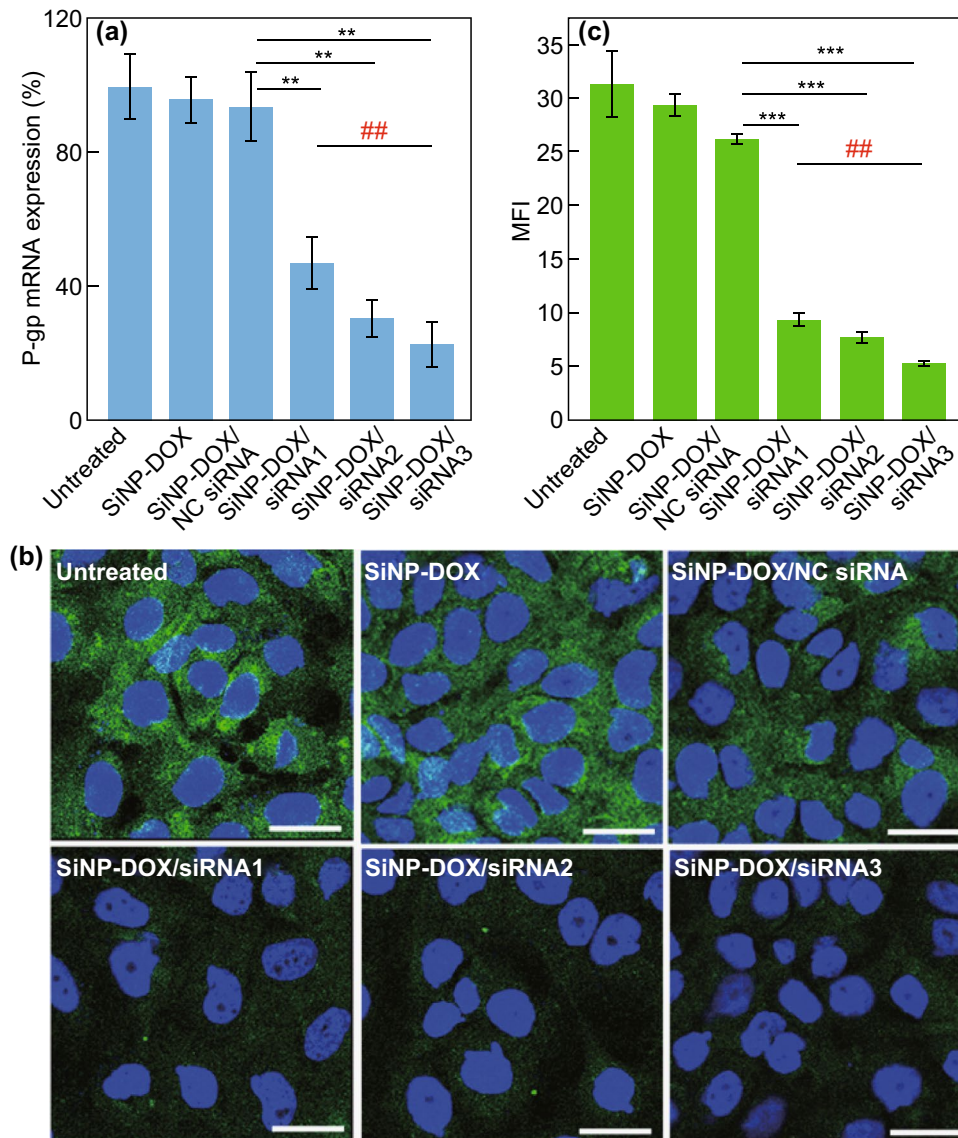 (a)
P-gp mRNA expression (%)
120
80
40
0
**
**
**
##
Untreated
SiNP-DOX
SiNP-DOX/
NC siRNA
SiNP-DOX/
siRNA1
SiNP-DOX/
siRNA2
SiNP-DOX/
siRNA3
(c)
MFI
35
30
25
20
15
10
5
0
***
***
***
##
Untreated
SiNP-DOX
SiNP-DOX/
NC siRNA
SiNP-DOX/
siRNA1
SiNP-DOX/
siRNA2
SiNP-DOX/
siRNA3
(b)
Untreated
SiNP-DOX
SiNP-DOX/NC siRNA
SiNP-DOX/siRNA1
SiNP-DOX/siRNA2
SiNP-DOX/siRNA3